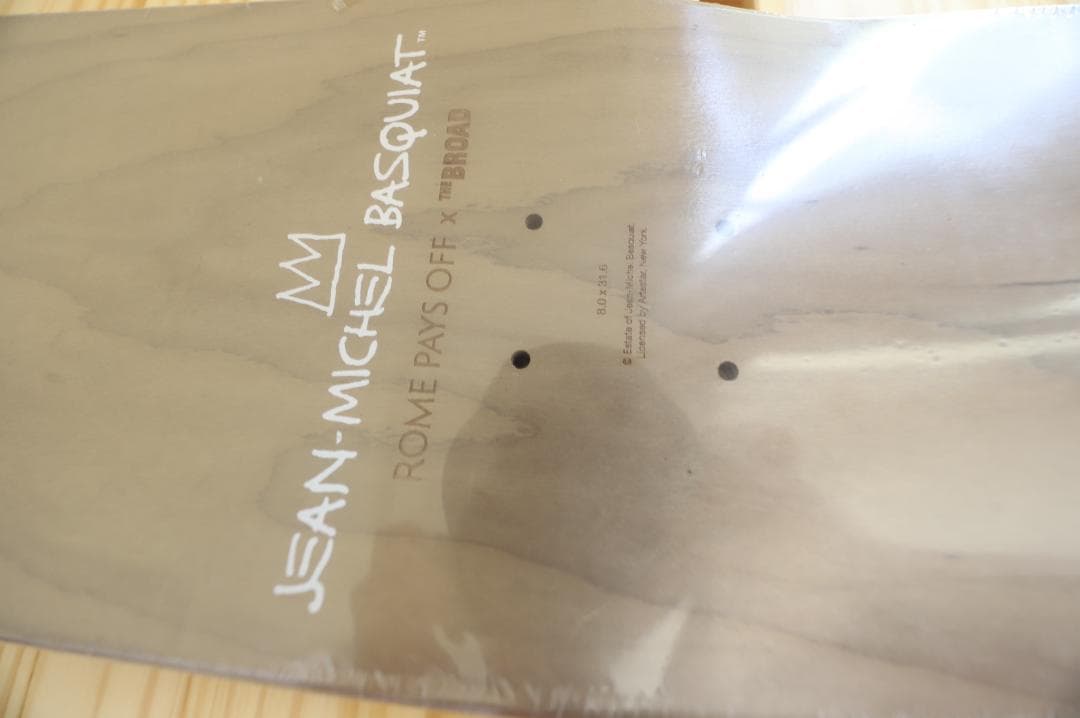 JEAN-MICHEL BASQUIAT™
ROME PAYS OFF x THE BROAD
8.0 x 31.6
© Estate of Jean-Michel Basquiat.
Licensed by Artestar, New York.